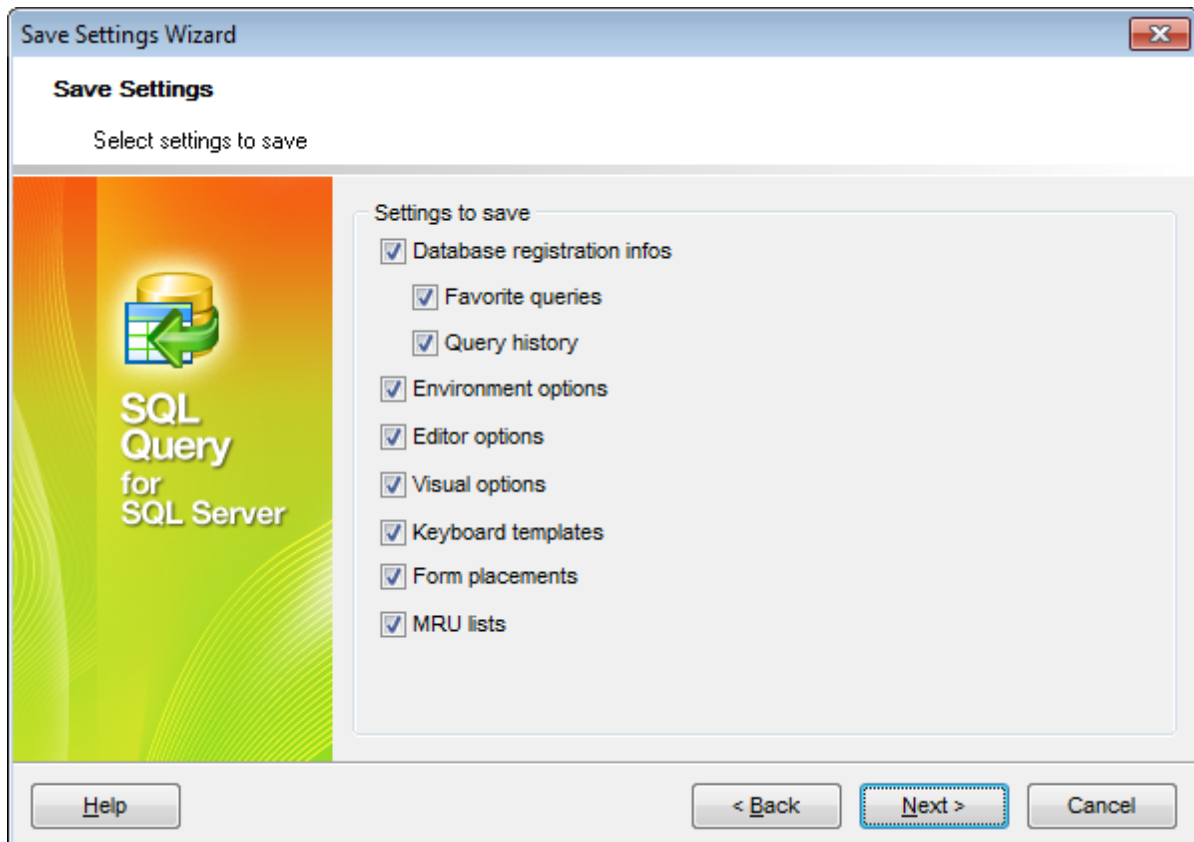 Save Settings Wizard
Save Settings
Select settings to save
SQL
Query
for
SQL Server
Settings to save
Database registration infos
Favorite queries
Query history
Environment options
Editor options
Visual options
Keyboard templates
Form placements
MRU lists
Help
< Back
Next >
Cancel